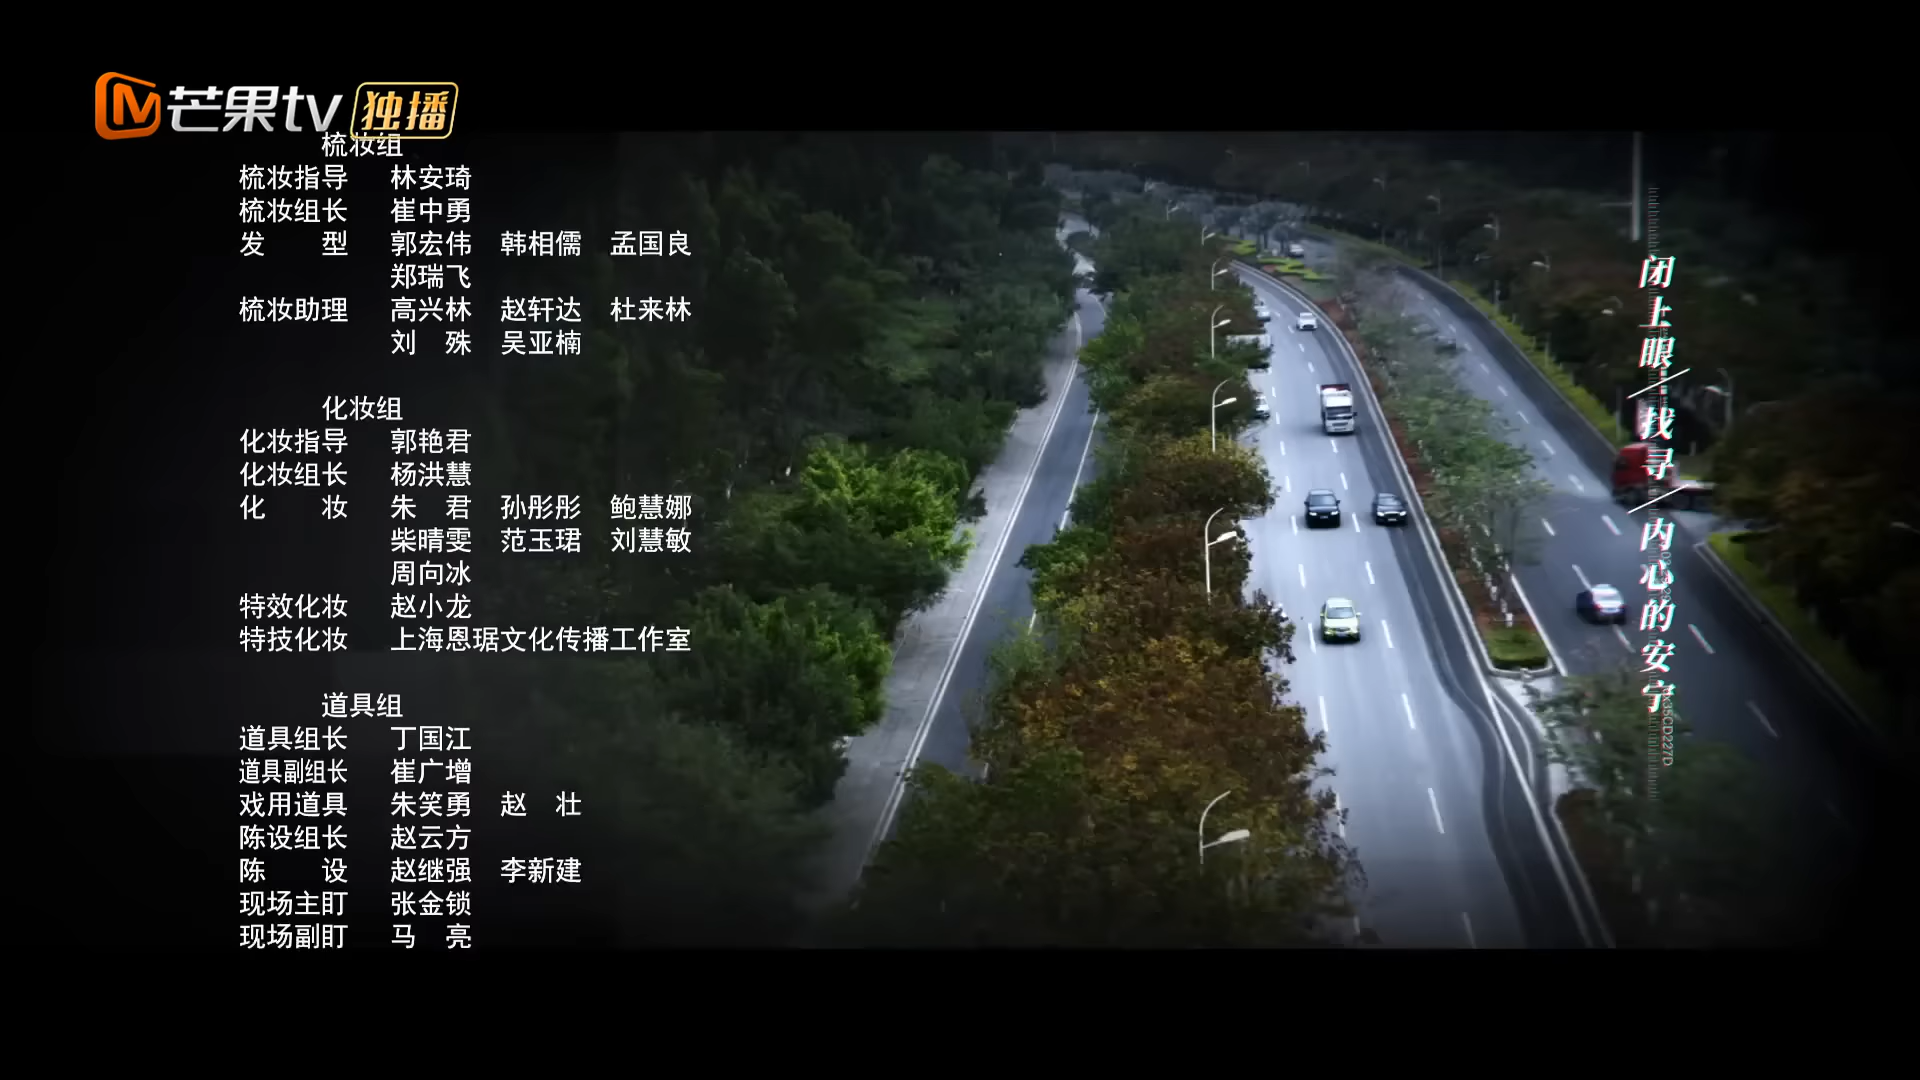 芒果tv 独播
梳妆组
梳妆指导 林安琦
梳妆组长 崔中勇
发 型 郭宏伟 韩相儒 孟国良
郑瑞飞
梳妆助理 高兴林 赵轩达 杜来林
刘 殊 吴亚楠
化妆组
化妆指导 郭艳君
化妆组长 杨洪慧
化 妆 朱 君 孙彤彤 鲍慧娜
柴晴雯 范玉珺 刘慧敏
周向冰
特效化妆 赵小龙
特技化妆 上海恩琚文化传播工作室
道具组
道具组长 丁国江
道具副组长 崔广增
戏用道具 朱笑勇 赵 壮
陈设组长 赵云方
陈 设 赵继强 李新建
现场主盯 张金锁
现场副盯 马 亮
闭上眼/找寻/内心的安宁